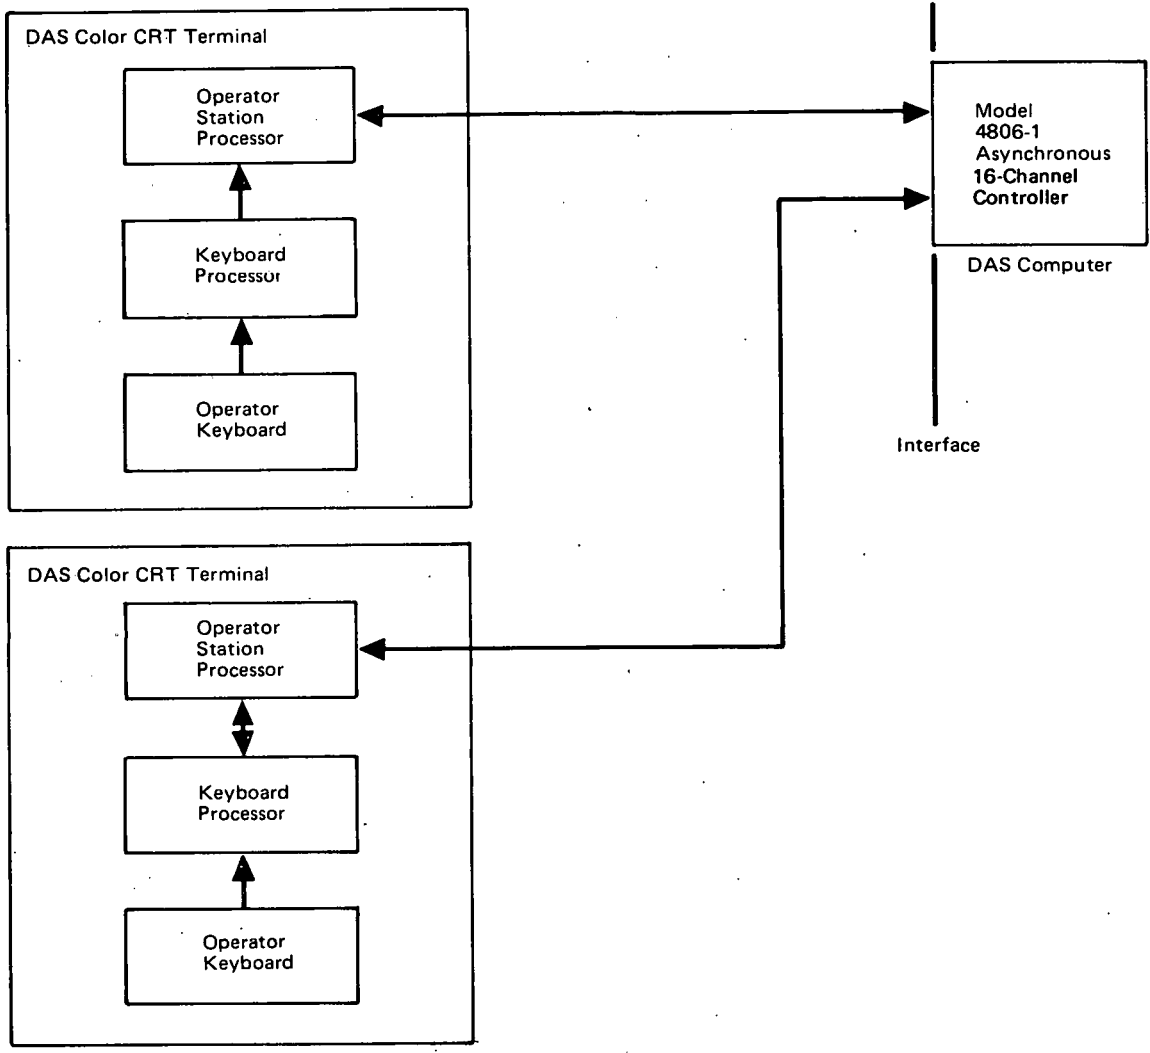 DAS Color CRT Terminal
Operator
Station
Processor
Keyboard
Processor
Operator
Keyboard
Model
4806-1
Asynchronous
16-Channel
Controller
DAS Computer
Interface
DAS Color CRT Terminal
Operator
Station
Processor
Keyboard
Processor
Operator
Keyboard